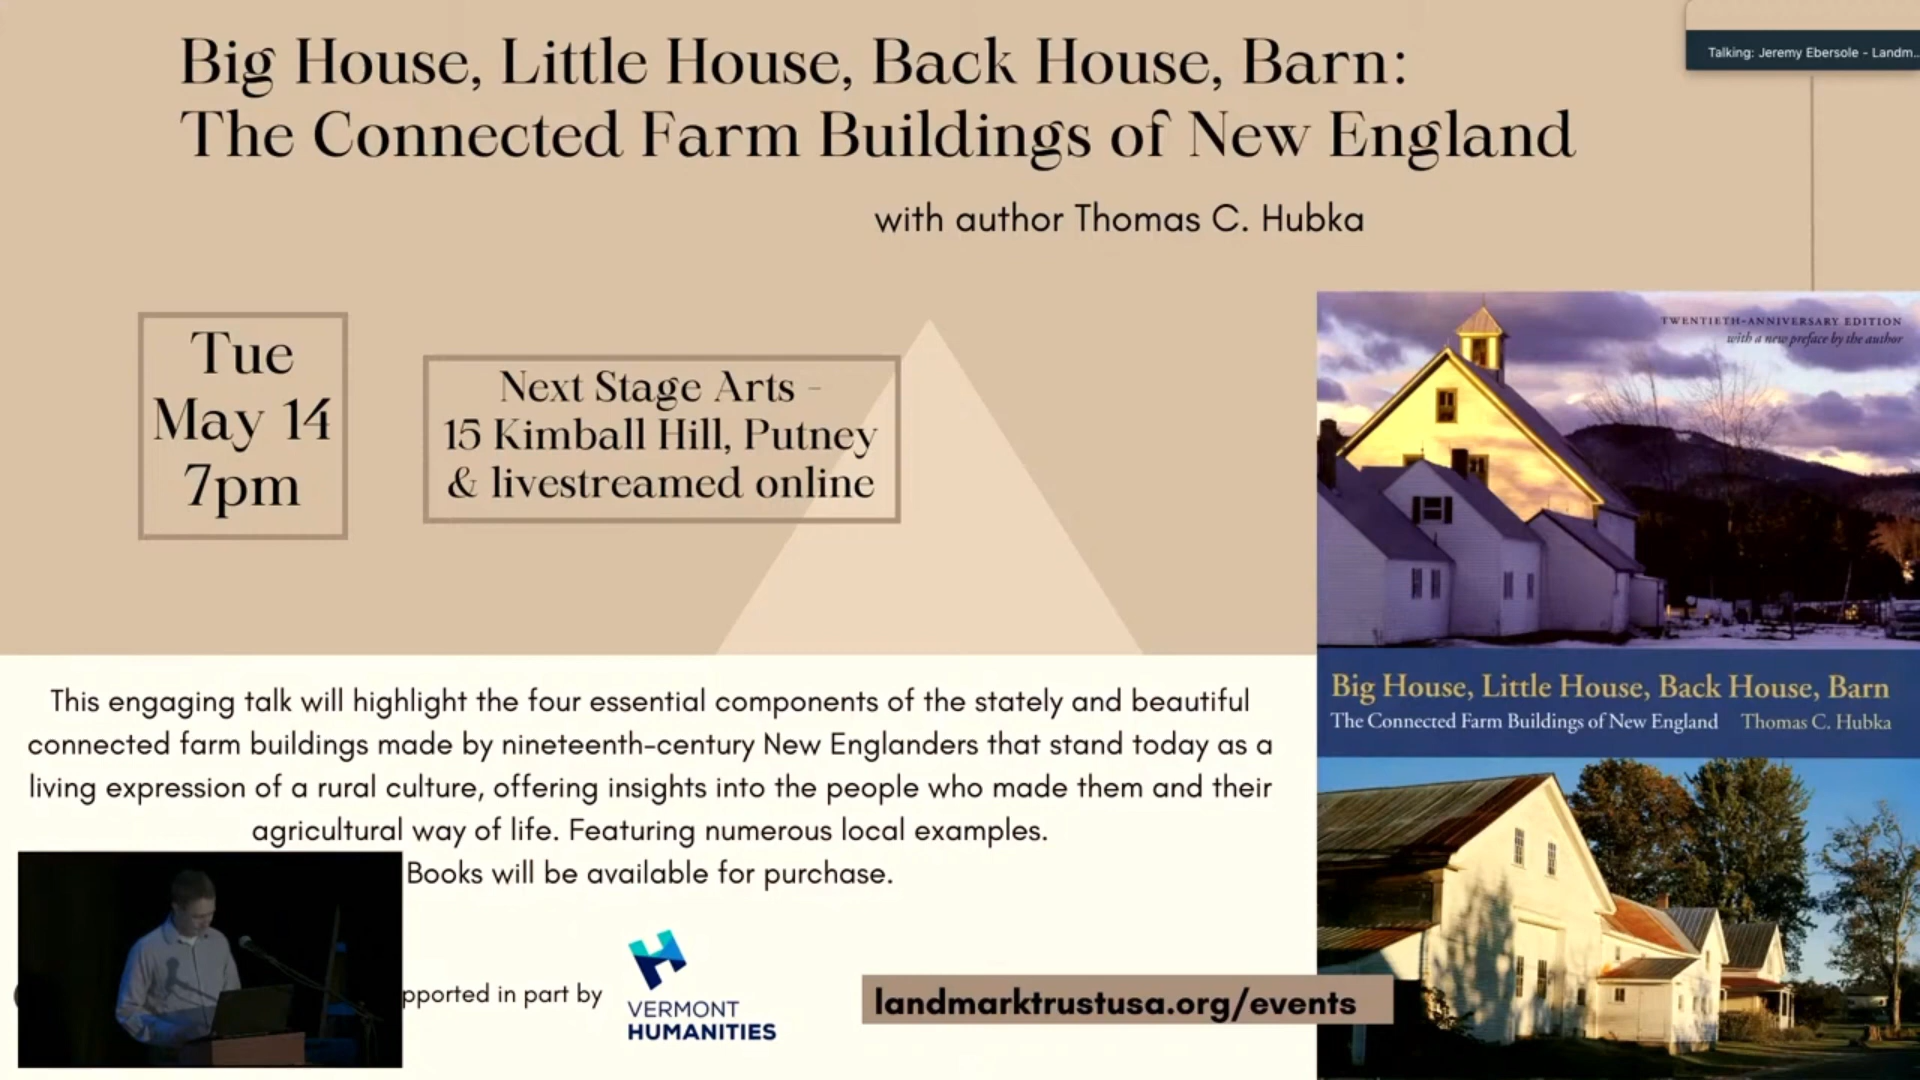 Big House, Little House, Back House, Barn:
The Connected Farm Buildings of New England
with author Thomas C. Hubka
Talking: Jeremy Ebersole - Landm...
Tue
May 14
7pm
Next Stage Arts -
15 Kimball Hill, Putney
& livestreamed online
TWENTIETH-ANNIVERSARY EDITION
with a new preface by the author
Big House, Little House, Back House, Barn
The Connected Farm Buildings of New England Thomas C. Hubka
This engaging talk will highlight the four essential components of the stately and beautiful
connected farm buildings made by nineteenth-century New Englanders that stand today as a
living expression of a rural culture, offering insights into the people who made them and their
agricultural way of life. Featuring numerous local examples.
Books will be available for purchase.
pported in part by
VERMONT
HUMANITIES
landmarktrustusa.org/events